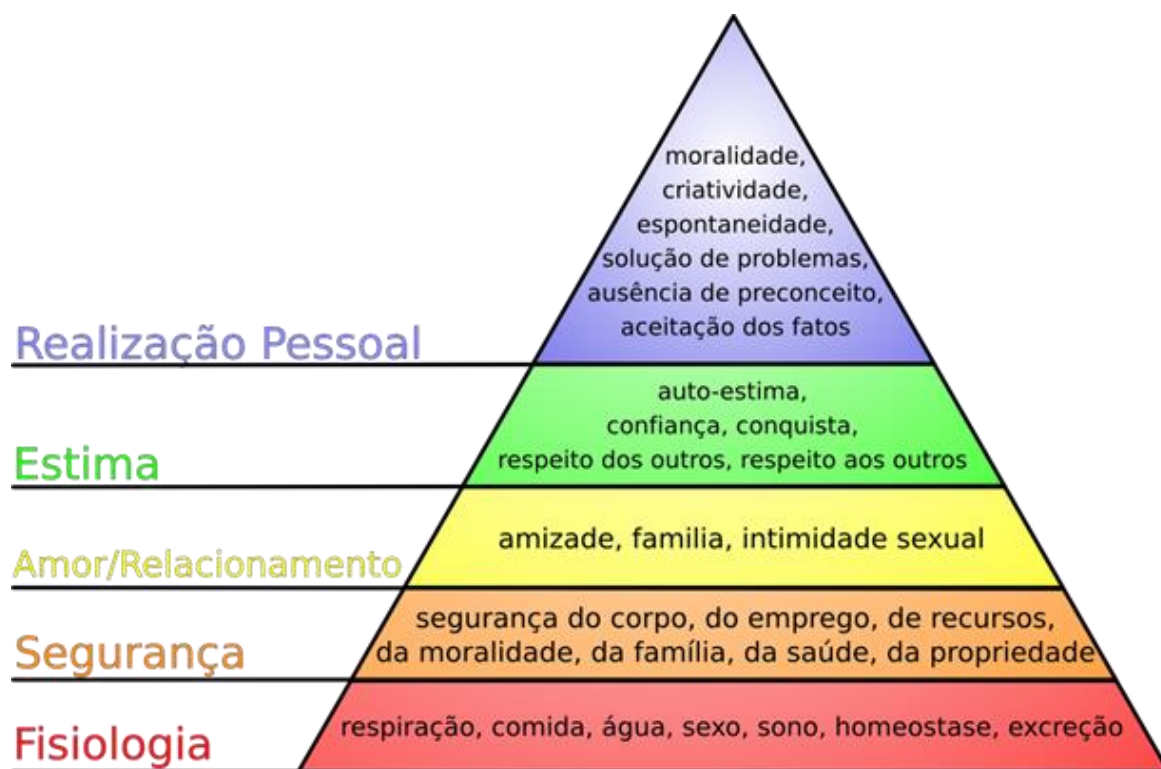 moralidade,
criatividade,
espontaneidade,
solução de problemas,
ausência de preconceito,
aceitação dos fatos
Realização Pessoal
auto-estima,
confiança, conquista,
respeito dos outros, respeito aos outros
Estima
amizade, familia, intimidade sexual
Amor/Relacionamento
segurança do corpo, do emprego, de recursos,
da moralidade, da família, da saúde, da propriedade
Segurança
respiração, comida, água, sexo, sono, homeostase, excreção
Fisiologia